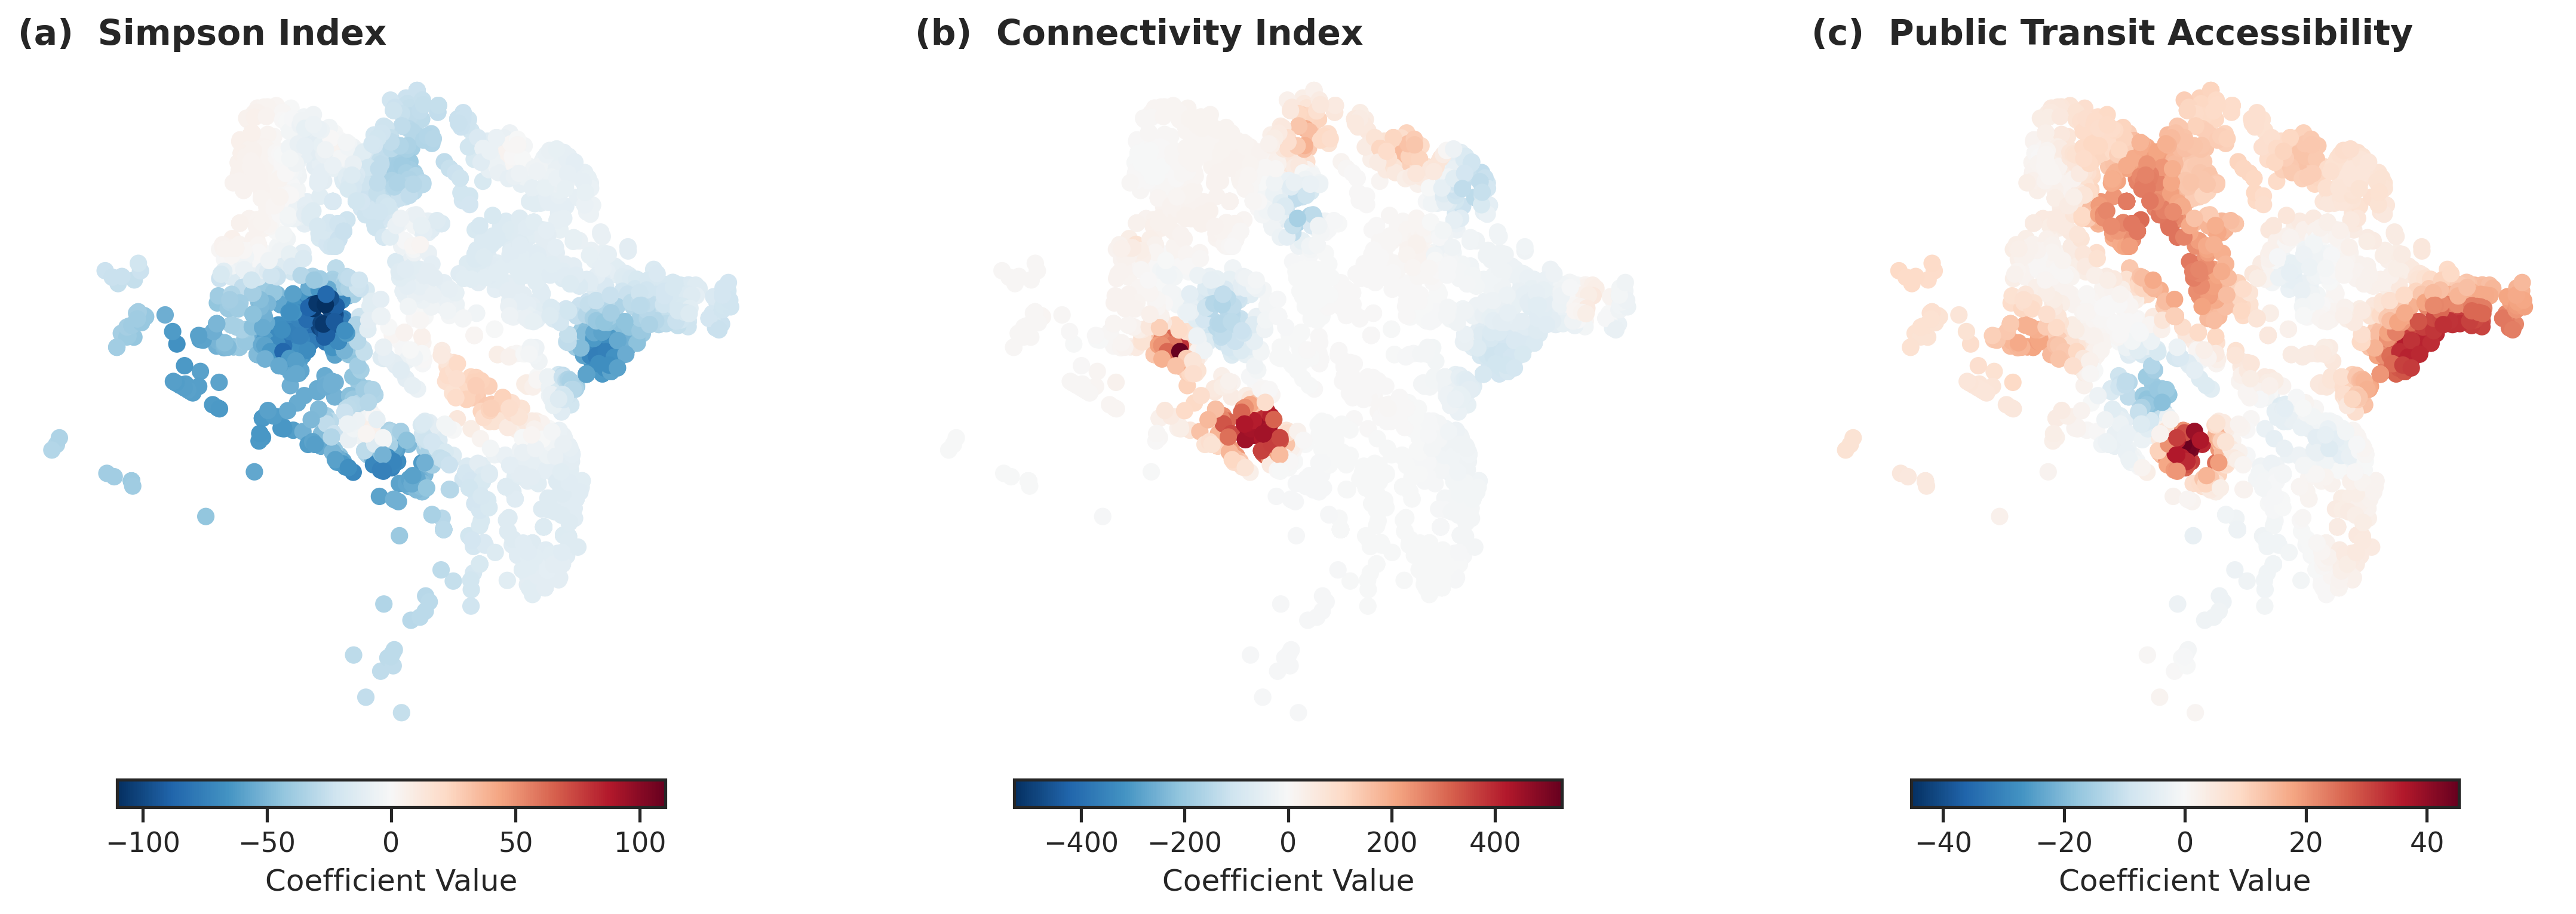 (a) Simpson Index
(b) Connectivity Index
(c) Public Transit Accessibility
−100 −50 0 50 100
Coefficient Value
−400 −200 0 200 400
Coefficient Value
−40 −20 0 20 40
Coefficient Value